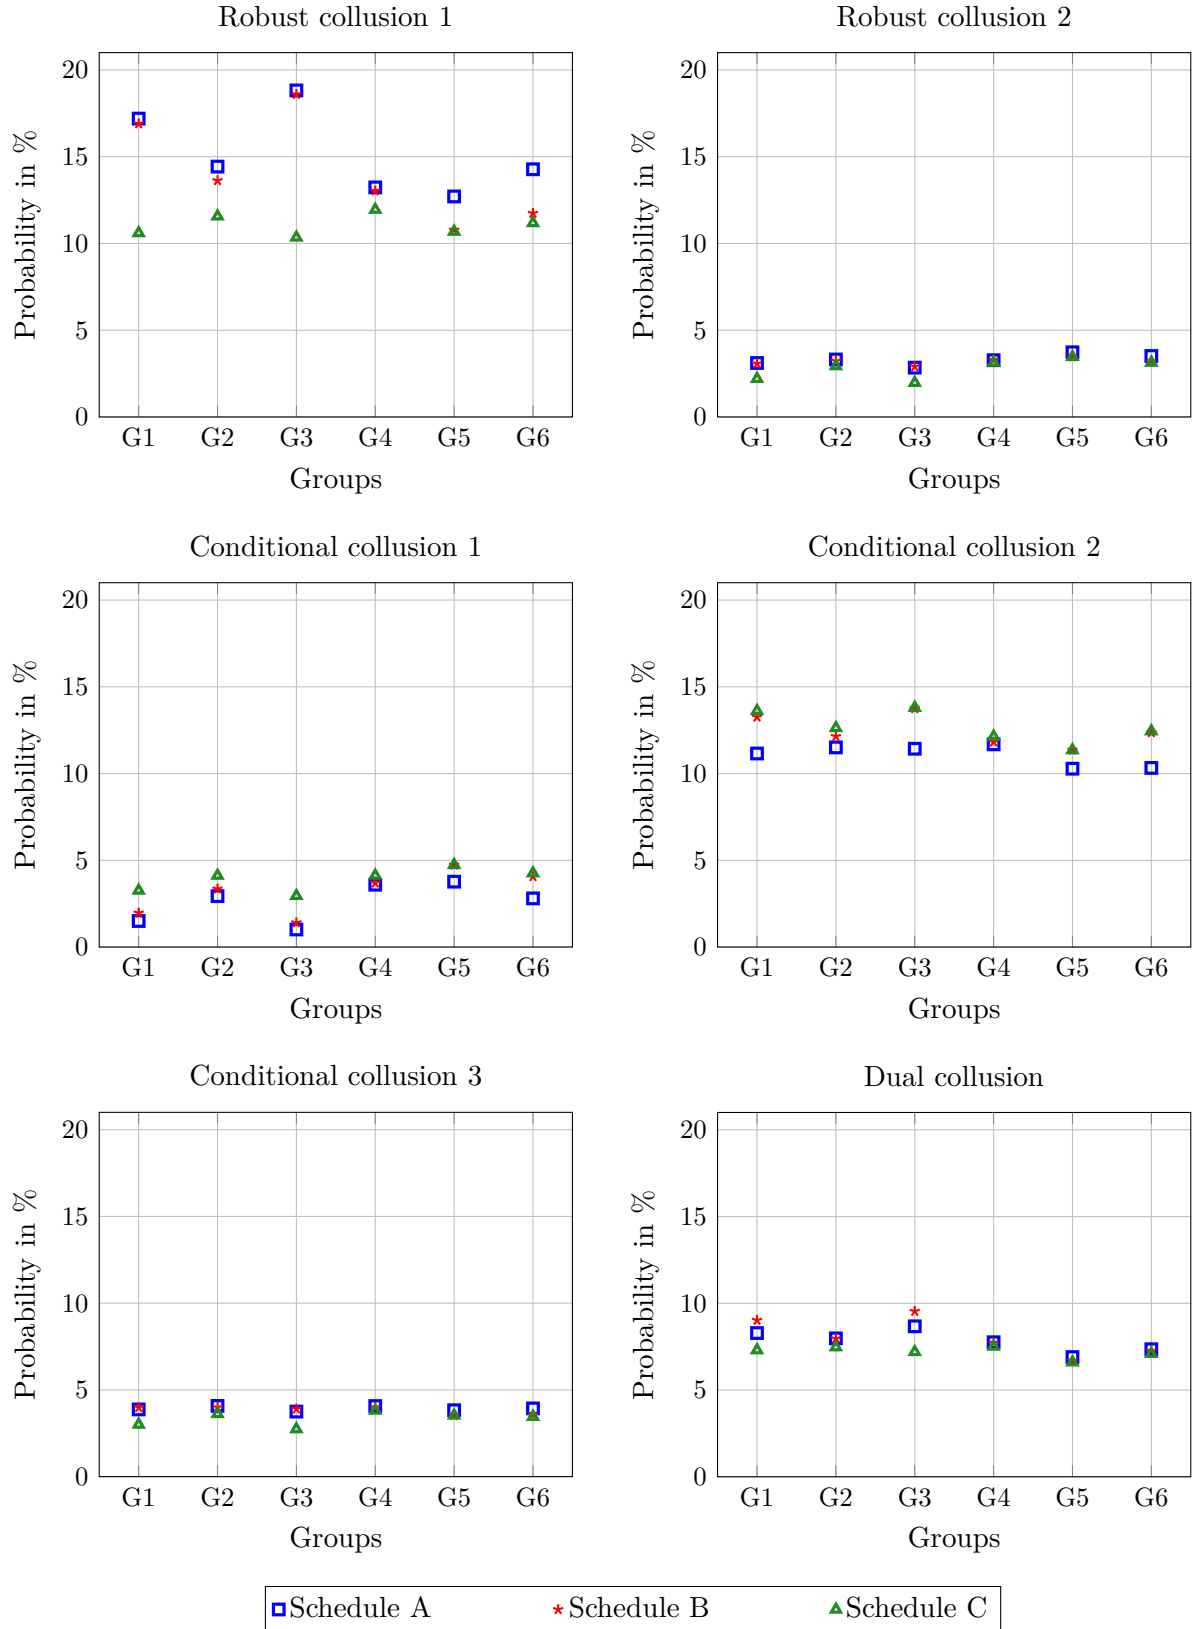 Robust collusion 1
Robust collusion 2
20
15
10
5
0
Probability in %
G1 G2 G3 G4 G5 G6
Groups
20
15
10
5
0
Probability in %
G1 G2 G3 G4 G5 G6
Groups
Conditional collusion 1
Conditional collusion 2
20
15
10
5
0
Probability in %
G1 G2 G3 G4 G5 G6
Groups
20
15
10
5
0
Probability in %
G1 G2 G3 G4 G5 G6
Groups
Conditional collusion 3
Dual collusion
20
15
10
5
0
Probability in %
G1 G2 G3 G4 G5 G6
Groups
20
15
10
5
0
Probability in %
G1 G2 G3 G4 G5 G6
Groups
Schedule A Schedule B Schedule C